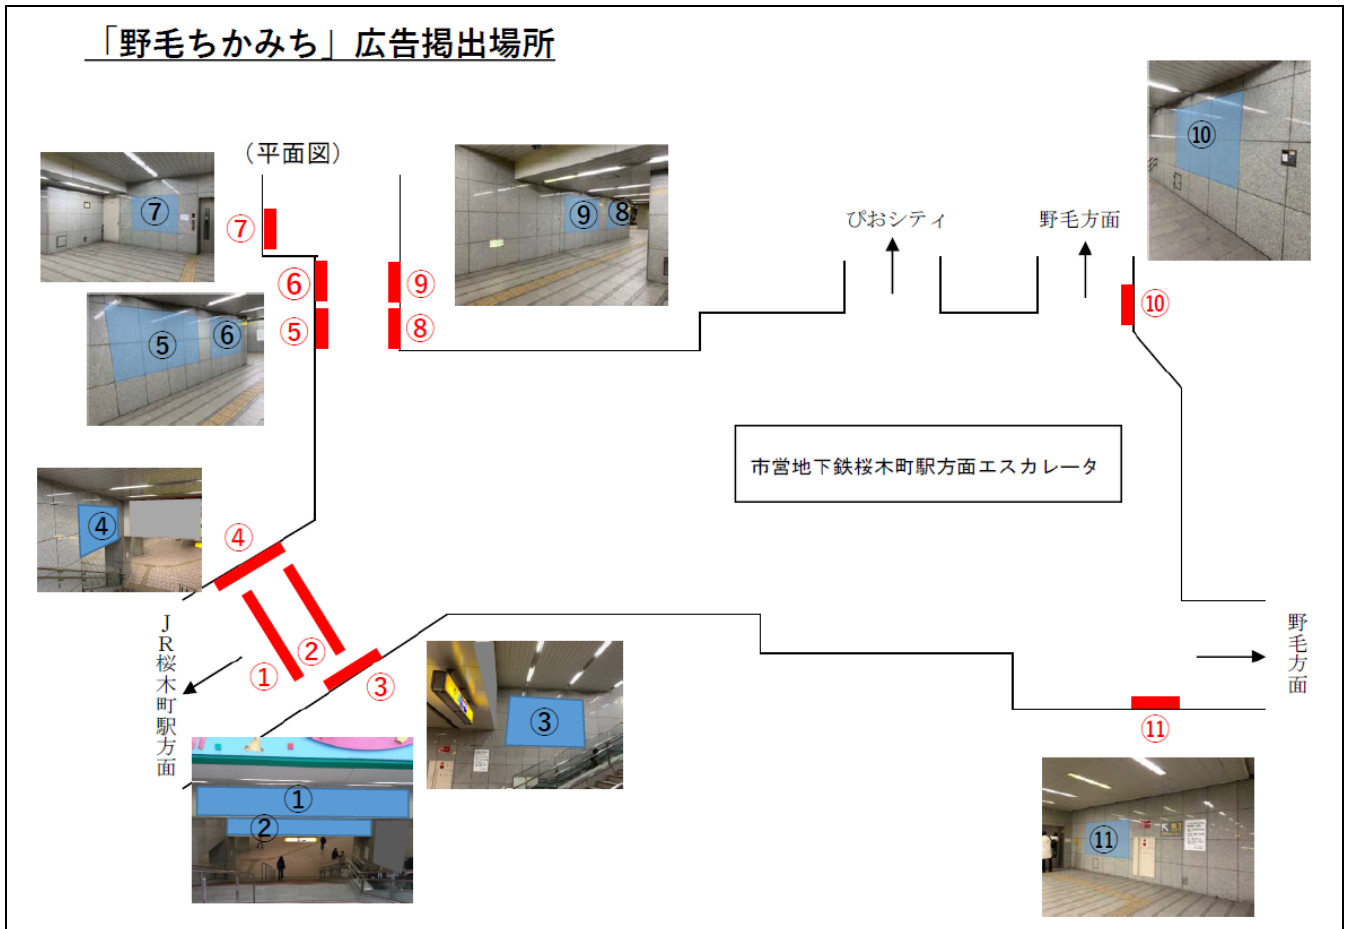 「野毛ちかみち」広告掲出場所
（平面図）
⑦
⑦
⑨ ⑧
⑩
ぴおシティ
野毛方面
⑥
⑨
⑤
⑧
⑩
⑤ ⑥
市営地下鉄桜木町駅方面エスカレータ
④
④
①
②
③
JR桜木町駅方面
③
野毛方面
⑪
①
②
⑪